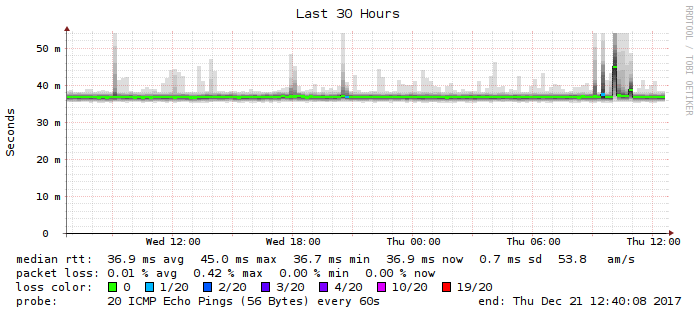 Last 30 Hours
RRDTOOL / TOBI OETIKER
Seconds
50 m
40 m
30 m
20 m
10 m
0
Wed 12:00 Wed 18:00 Thu 00:00 Thu 06:00 Thu 12:00
median rtt: 36.9 ms avg 45.0 ms max 36.7 ms min 36.9 ms now 0.7 ms sd 53.8 am/s
packet loss: 0.01 % avg 0.42 % max 0.00 % min 0.00 % now
loss color: 0 1/20 2/20 3/20 4/20 10/20 19/20
probe: 20 ICMP Echo Pings (56 Bytes) every 60s end: Thu Dec 21 12:40:08 2017